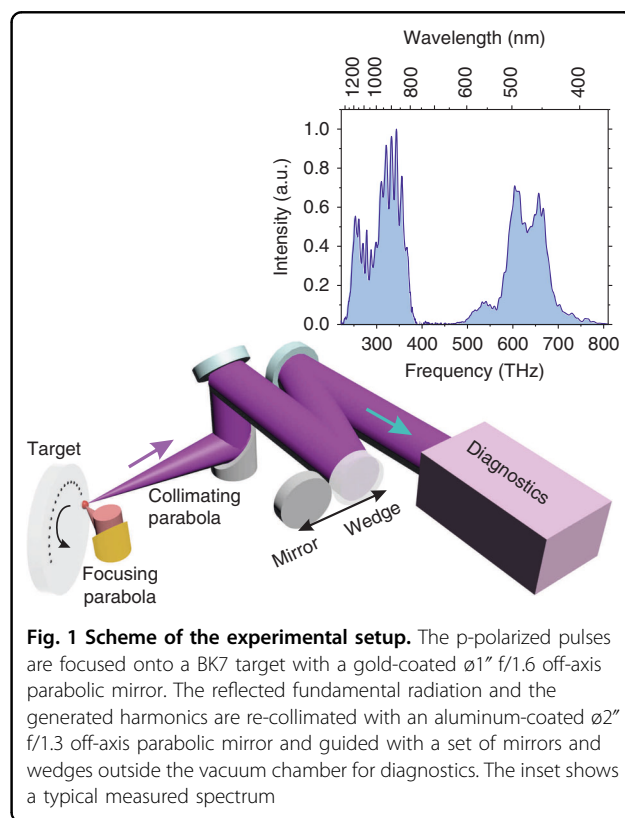 Wavelength (nm)
1200 1000 800 600 500 400
Intensity (a.u.)
1.0
0.8
0.6
0.4
0.2
0.0
300 400 500 600 700 800
Frequency (THz)
Target
Collimating
parabola
Focusing
parabola
Mirror
Wedge
Diagnostics
Fig. 1 Scheme of the experimental setup. The p-polarized pulses
are focused onto a BK7 target with a gold-coated ø1″ f/1.6 off-axis
parabolic mirror. The reflected fundamental radiation and the
generated harmonics are re-collimated with an aluminum-coated ø2″
f/1.3 off-axis parabolic mirror and guided with a set of mirrors and
wedges outside the vacuum chamber for diagnostics. The inset shows
a typical measured spectrum